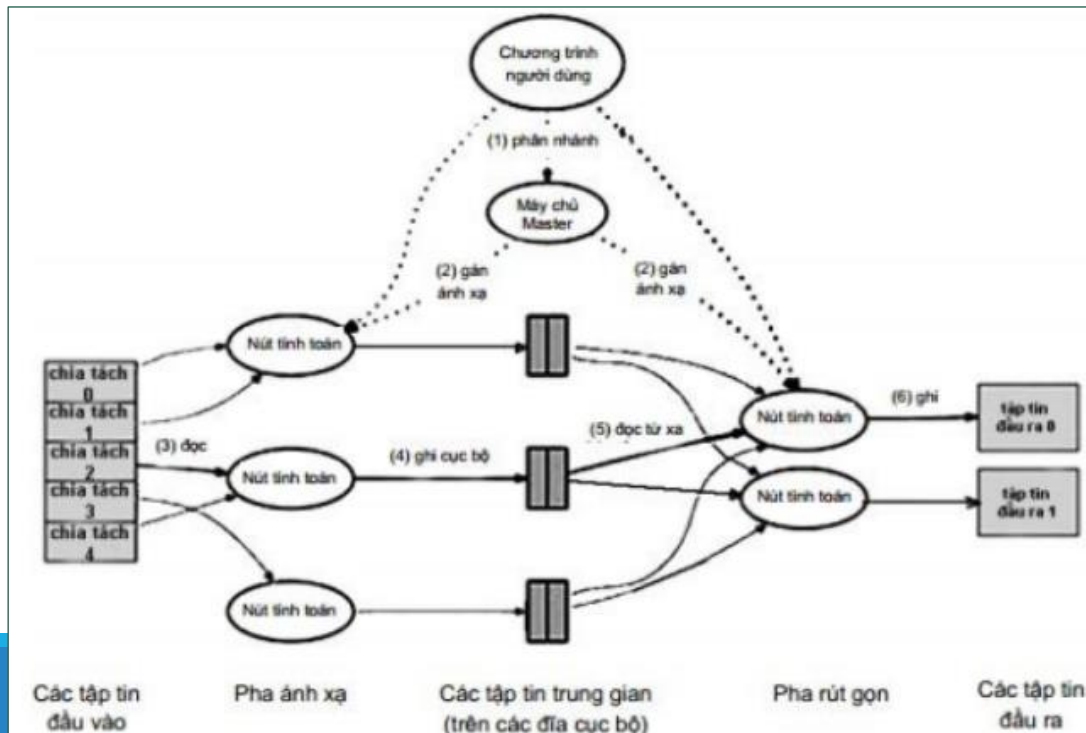 Chương trình
người dùng
(1) phân nhánh
Máy chủ
Master
(2) gán
ánh xạ
(2) gán
ánh xạ
Nút tính toán
chia tách
0
chia tách
1
chia tách
2
chia tách
3
chia tách
4
(3) đọc
Nút tính toán
(4) ghi cục bộ
(5) đọc từ xa
Nút tính toán
(6) ghi
tập tin
đầu ra 0
Nút tính toán
tập tin
đầu ra 1
Nút tính toán
Các tập tin
đầu vào
Pha ánh xạ
Các tập tin trung gian
(trên các đĩa cục bộ)
Pha rút gọn
Các tập tin
đầu ra